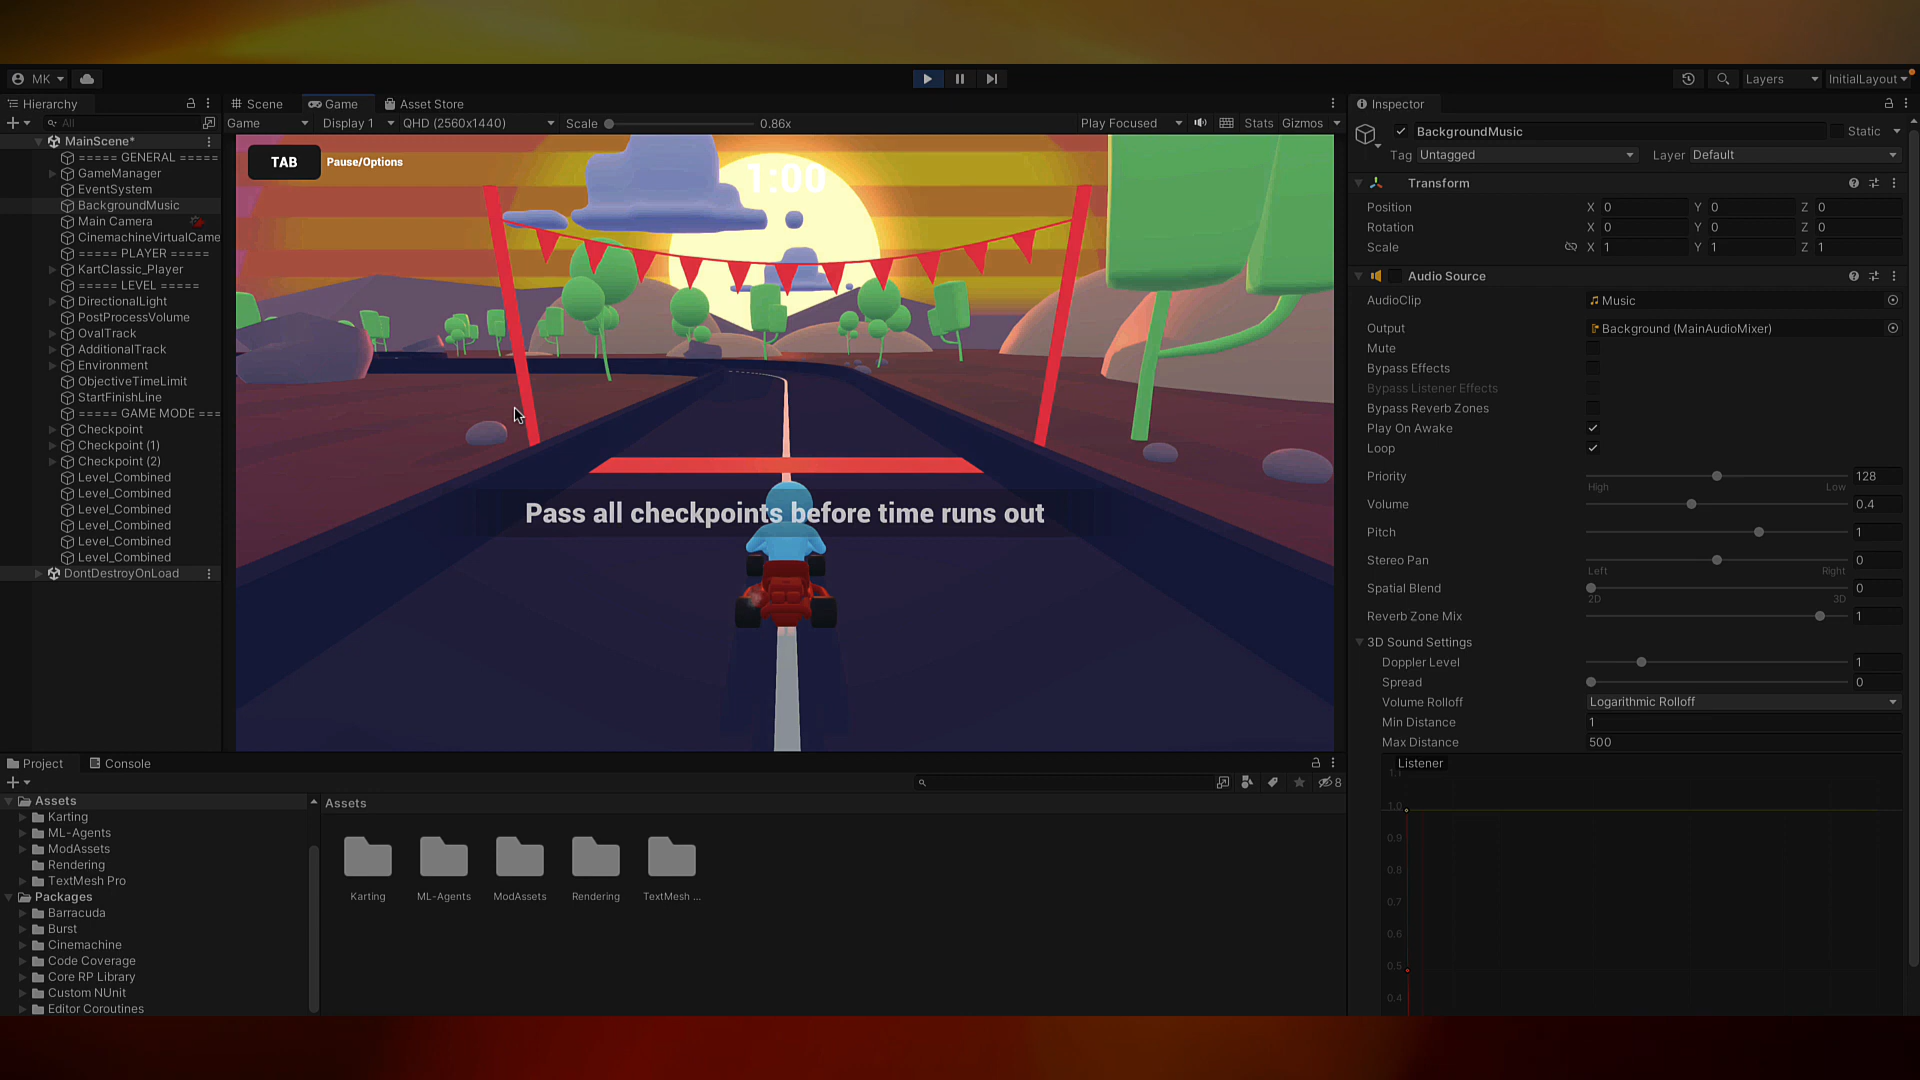 MK
Layers
InitialLayout
Hierarchy
All
MainScene*
===== GENERAL =====
GameManager
EventSystem
BackgroundMusic
Main Camera
CinemachineVirtualCame
===== PLAYER =====
KartClassic_Player
===== LEVEL =====
DirectionalLight
PostProcessVolume
OvalTrack
AdditionalTrack
Environment
ObjectiveTimeLimit
StartFinishLine
===== GAME MODE ===
Checkpoint
Checkpoint (1)
Checkpoint (2)
Level_Combined
Level_Combined
Level_Combined
Level_Combined
Level_Combined
Level_Combined
DontDestroyOnLoad
Scene
Game
Asset Store
Game
Display 1
QHD (2560x1440)
Scale
0.86x
Play Focused
Stats
Gizmos
TAB
Pause/Options
1:00
Pass all checkpoints before time runs out
Inspector
BackgroundMusic
Static
Tag
Untagged
Layer
Default
Transform
Position
X 0
Y 0
Z 0
Rotation
X 0
Y 0
Z 0
Scale
X 1
Y 1
Z 1
Audio Source
AudioClip
Music
Output
Background (MainAudioMixer)
Mute
Bypass Effects
Bypass Listener Effects
Bypass Reverb Zones
Play On Awake
Loop
Priority
128
High
Low
Volume
0.4
Pitch
1
Stereo Pan
0
Left
Right
Spatial Blend
0
2D
3D
Reverb Zone Mix
1
3D Sound Settings
Doppler Level
1
Spread
0
Volume Rolloff
Logarithmic Rolloff
Min Distance
1
Max Distance
500
Listener
1.1
1.0
0.9
0.8
0.7
0.6
0.5
0.4
Project
Console
8
Assets
Karting
ML-Agents
ModAssets
Rendering
TextMesh Pro
Packages
Barracuda
Burst
Cinemachine
Code Coverage
Core RP Library
Custom NUnit
Editor Coroutines
Assets
Karting
ML-Agents
ModAssets
Rendering
TextMesh ...